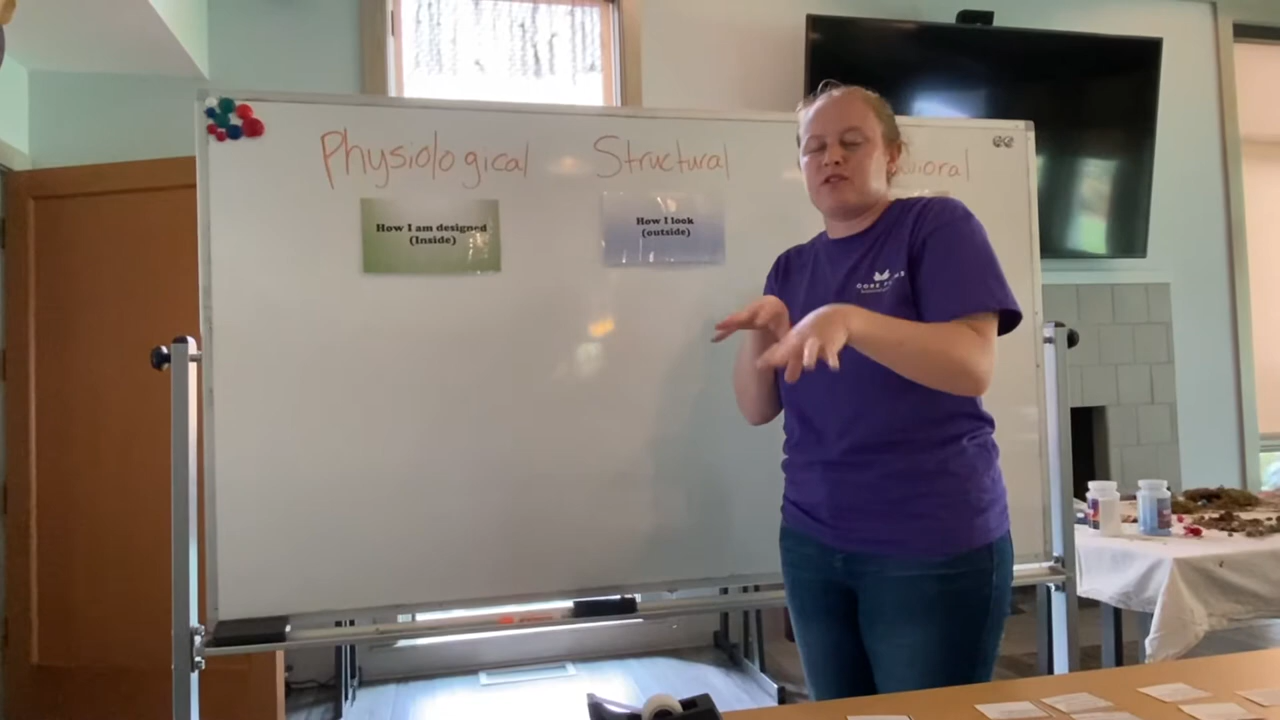 Physiological
Structural
How I am designed
(Inside)
How I look
(outside)